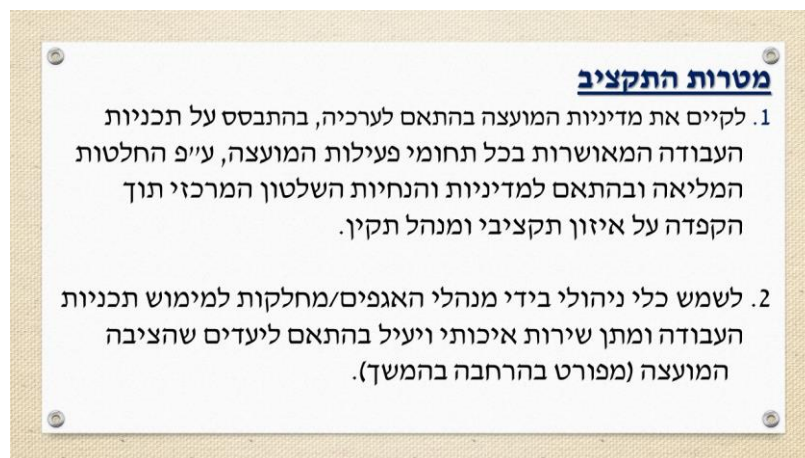 מטרות התקציב
1. לקיים את מדיניות המועצה בהתאם לערכיה, בהתבסס על תכניות
העבודה המאושרות בכל תחומי פעילות המועצה, ע״פ החלטות
המליאה ובהתאם למדיניות והנחיות השלטון המרכזי תוך
הקפדה על איזון תקציבי ומנהל תקין.
2. לשמש כלי ניהולי בידי מנהלי האגפים/מחלקות למימוש תכניות
העבודה ומתן שירות איכותי ויעיל בהתאם ליעדים שהציבה
המועצה (מפורט בהרחבה בהמשך).